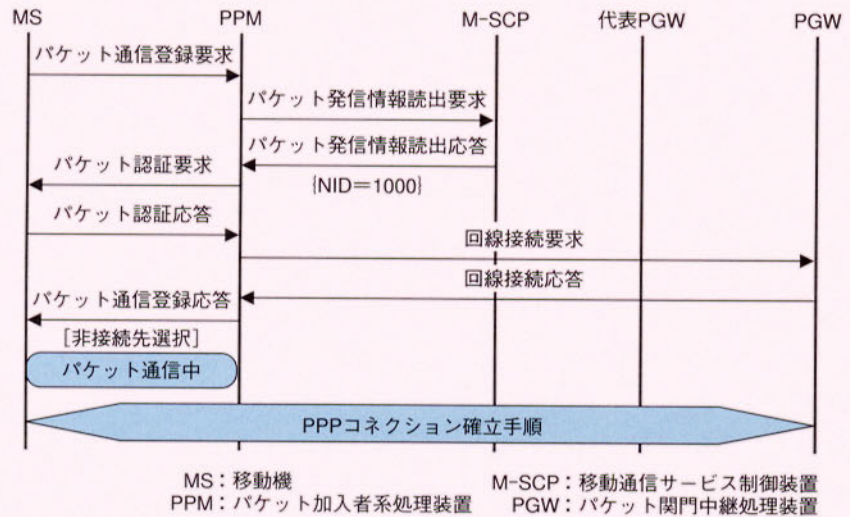 MS PPM M-SCP 代表PGW PGW
パケット通信登録要求
パケット発信情報読出要求
パケット発信情報読出応答
パケット認証要求
{NID=1000}
パケット認証応答
回線接続要求
回線接続応答
パケット通信登録応答
[非接続先選択]
パケット通信中
PPPコネクション確立手順
MS:移動機 M-SCP:移動通信サービス制御装置
PPM:パケット加入者系処理装置 PGW:パケット関門中継処理装置